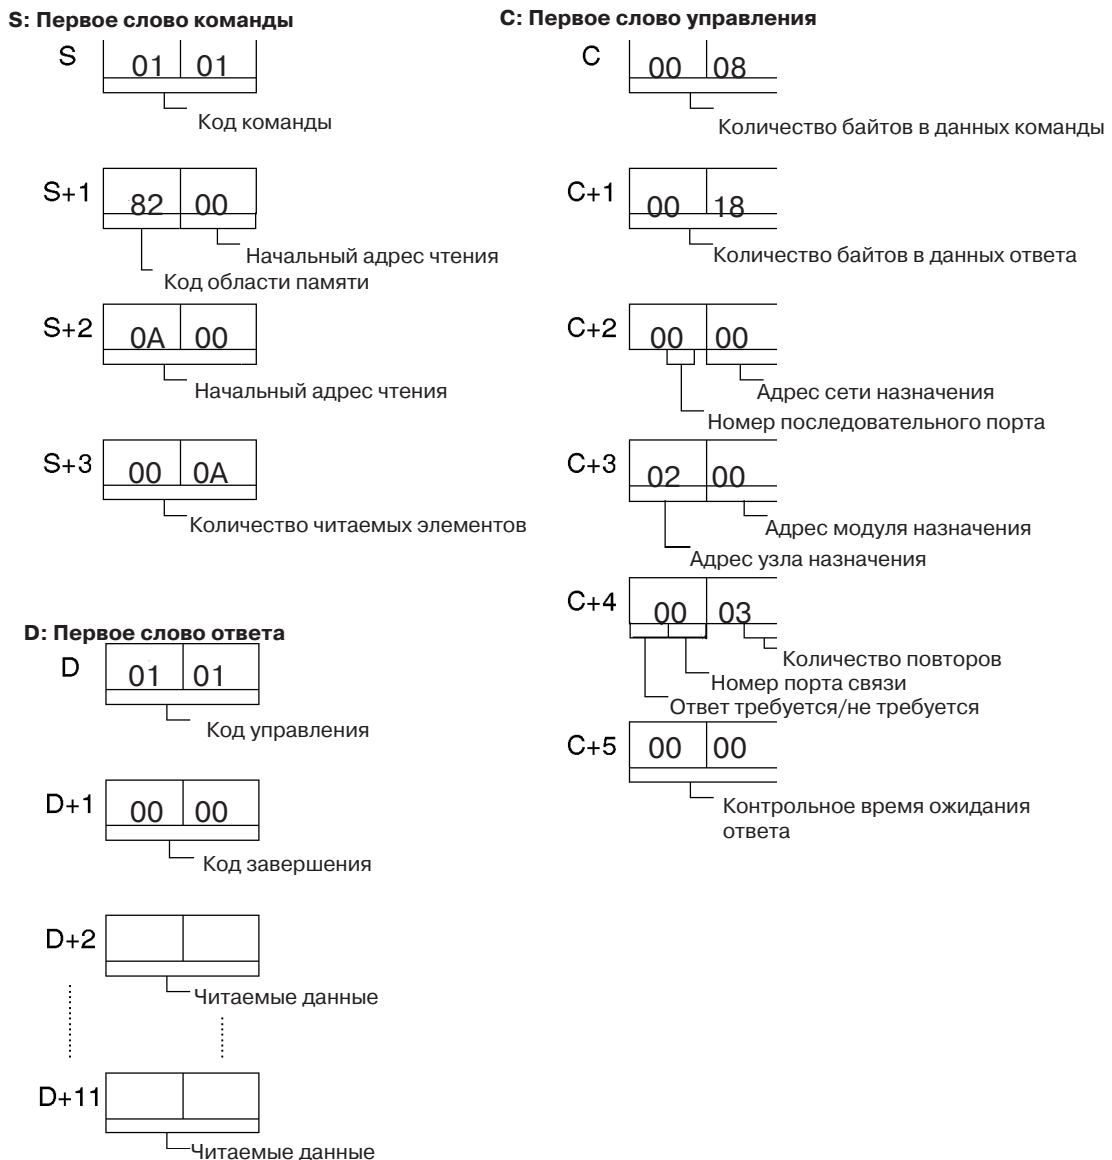 S: Первое слово команды
S 01 01
Код команды
S+1 82 00
Начальный адрес чтения
Код области памяти
S+2 0A 00
Начальный адрес чтения
S+3 00 0A
Количество читаемых элементов
D: Первое слово ответа
D 01 01
Код управления
D+1 00 00
Код завершения
D+2
Читаемые данные
D+11
Читаемые данные
C: Первое слово управления
C 00 08
Количество байтов в данных команды
C+1 00 18
Количество байтов в данных ответа
C+2 00 00
Адрес сети назначения
Номер последовательного порта
C+3 02 00
Адрес модуля назначения
Адрес узла назначения
C+4 00 03
Количество повторов
Номер порта связи
Ответ требуется/не требуется
C+5 00 00
Контрольное время ожидания
ответа